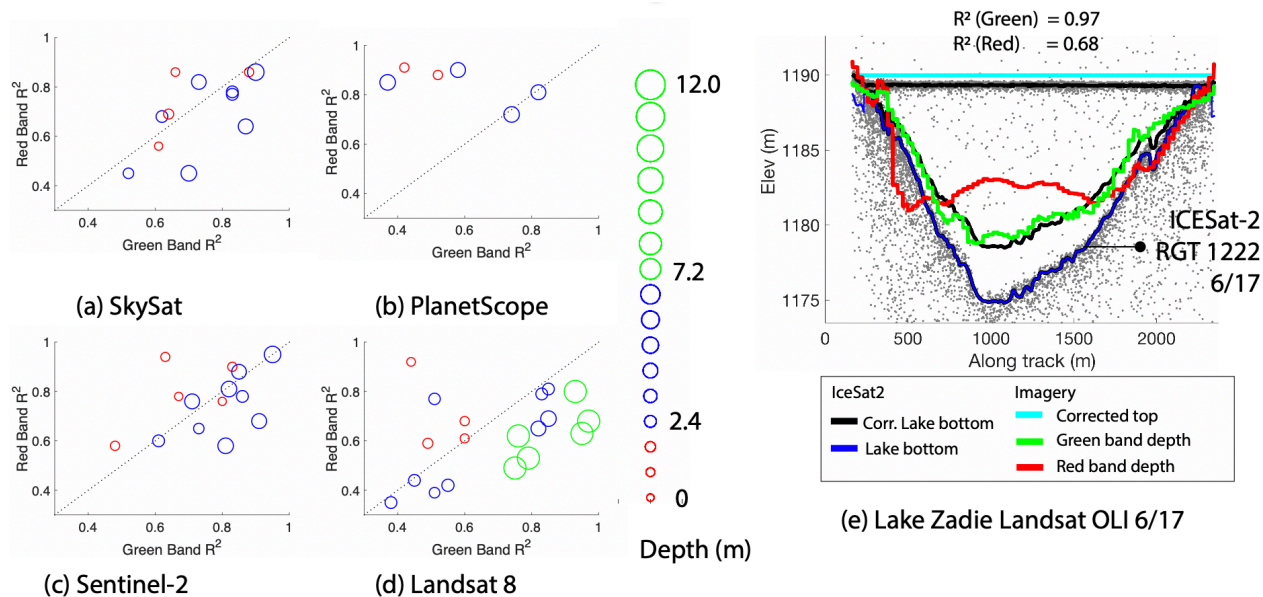 1
0.8
0.6
0.4
Red Band R²
0.4
0.6
0.8
1
Green Band R²
(a) SkySat
1
0.8
0.6
0.4
Red Band R²
0.4
0.6
0.8
1
Green Band R²
(b) PlanetScope
1
0.8
0.6
0.4
Red Band R²
0.4
0.6
0.8
1
Green Band R²
(c) Sentinel-2
1
0.8
0.6
0.4
Red Band R²
0.4
0.6
0.8
1
Green Band R²
(d) Landsat 8
12.0
7.2
2.4
0
Depth (m)
R² (Green) = 0.97
R² (Red) = 0.68
1190
1185
1180
1175
Elev (m)
0
500
1000
1500
2000
Along track (m)
ICESat-2
RGT 1222
6/17
IceSat2
Corr. Lake bottom
Lake bottom
Imagery
Corrected top
Green band depth
Red band depth
(e) Lake Zadie Landsat OLI 6/17